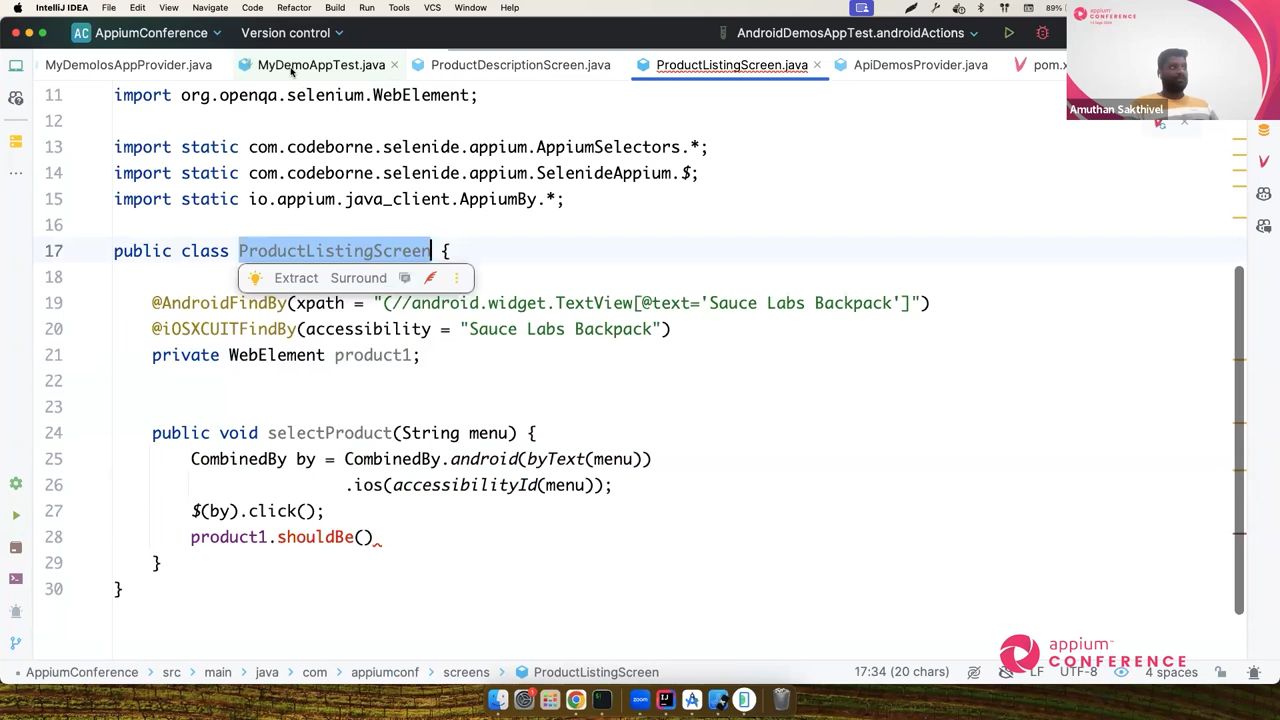 IntelliJ IDEA File Edit View Navigate Code Refactor Build Run Tools VCS Window Help 89%
AC AppiumConference Version control AndroidDemosAppTest.androidActions
MyDemoIosAppProvider.java MyDemoAppTest.java ProductDescriptionScreen.java ProductListingScreen.java ApiDemosProvider.java pom.x
appium CONFERENCE
Amuthan Sakthivel
11 import org.openqa.selenium.WebElement;
12
13 import static com.codeborne.selenide.appium.AppiumSelectors.*;
14 import static com.codeborne.selenide.appium.SelenideAppium.$;
15 import static io.appium.java_client.AppiumBy.*;
16
17 public class ProductListingScreen {
18 Extract Surround
19 @AndroidFindBy(xpath = "(//android.widget.TextView[@text='Sauce Labs Backpack']")
20 @iOSXCUITFindBy(accessibility = "Sauce Labs Backpack")
21 private WebElement product1;
22
23
24 public void selectProduct(String menu) {
25 CombinedBy by = CombinedBy.android(byText(menu))
26 .ios(accessibilityId(menu));
27 $(by).click();
28 product1.shouldBe()
29 }
30 }
appium™
CONFERENCE
AppiumConference > src > main > java > com > appiumconf > screens > ProductListingScreen 17:34 (20 chars) LF UTF-8 4 spaces
zoom